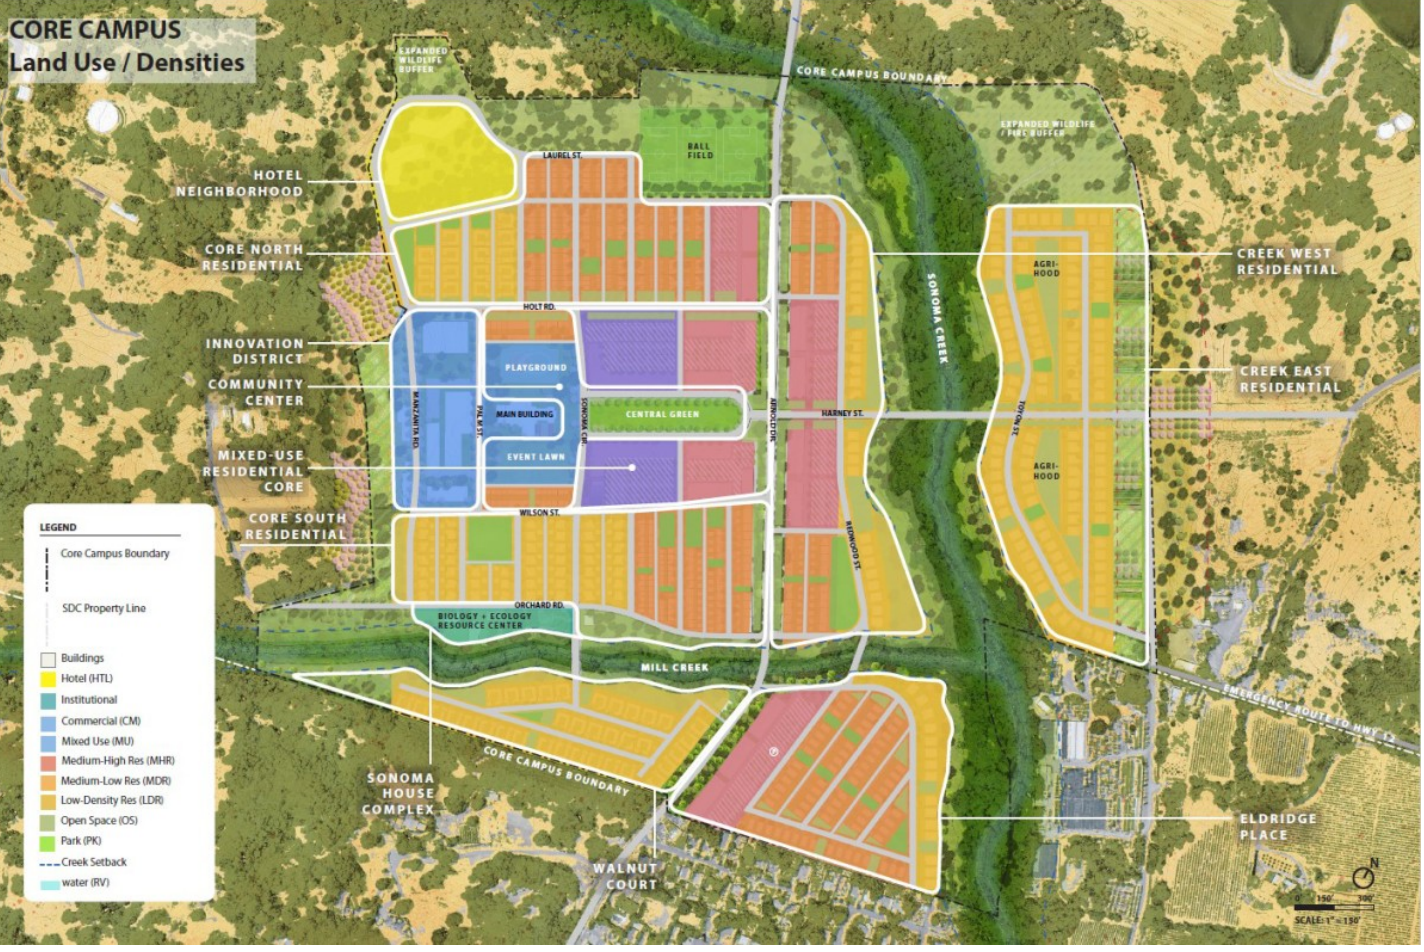 CORE CAMPUS
Land Use / Densities
EXPANDED
WILDLIFE
BUFFER
CORE CAMPUS BOUNDARY
EXPANDED WILDLIFE
/ FIRE BUFFER
BALL
FIELD
LAUREL ST.
HOTEL
NEIGHBORHOOD
CORE NORTH
RESIDENTIAL
CREEK WEST
RESIDENTIAL
AGRI-
HOOD
SONOMA CREEK
HOLT RD.
INNOVATION
DISTRICT
PLAYGROUND
COMMUNITY
CENTER
CREEK EAST
RESIDENTIAL
MANZANITA RD.
PALM ST.
MAIN BUILDING
SONOMA CIR.
CENTRAL GREEN
ARNOLD DR.
HARNEY ST.
TOYON ST.
EVENT LAWN
MIXED-USE
RESIDENTIAL
CORE
AGRI-
HOOD
WILSON ST.
CORE SOUTH
RESIDENTIAL
REDWOOD ST.
ORCHARD RD.
BIOLOGY + ECOLOGY
RESOURCE CENTER
MILL CREEK
EMERGENCY ROUTE TO HWY 12
CORE CAMPUS BOUNDARY
P
SONOMA
HOUSE
COMPLEX
ELDRIDGE
PLACE
WALNUT
COURT
LEGEND
Core Campus Boundary
SDC Property Line
Buildings
Hotel (HTL)
Institutional
Commercial (CM)
Mixed Use (MU)
Medium-High Res (MHR)
Medium-Low Res (MDR)
Low-Density Res (LDR)
Open Space (OS)
Park (PK)
Creek Setback
water (RV)
N
0' 150' 300'
SCALE: 1" = 150'